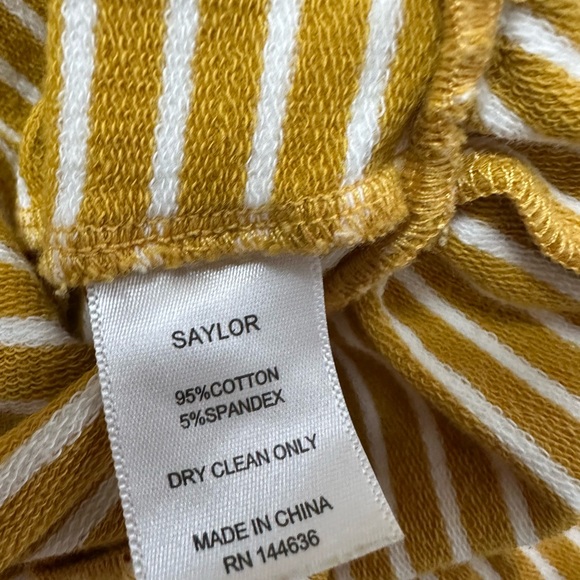 SAYLOR
95%COTTON
5%SPANDEX
DRY CLEAN ONLY
MADE IN CHINA
RN 144636